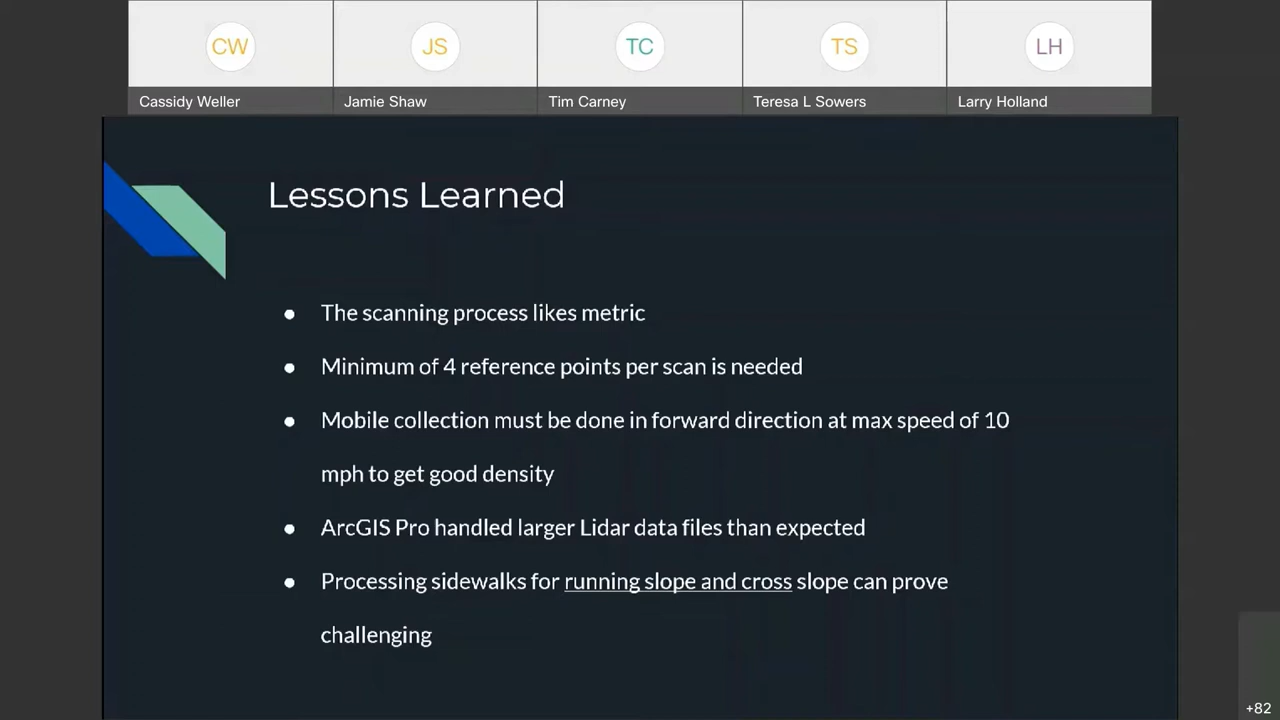 CW
JS
TC
TS
LH
Cassidy Weller
Jamie Shaw
Tim Carney
Teresa L Sowers
Larry Holland
Lessons Learned
● The scanning process likes metric
● Minimum of 4 reference points per scan is needed
● Mobile collection must be done in forward direction at max speed of 10
mph to get good density
● ArcGIS Pro handled larger Lidar data files than expected
● Processing sidewalks for running slope and cross slope can prove
challenging
+82